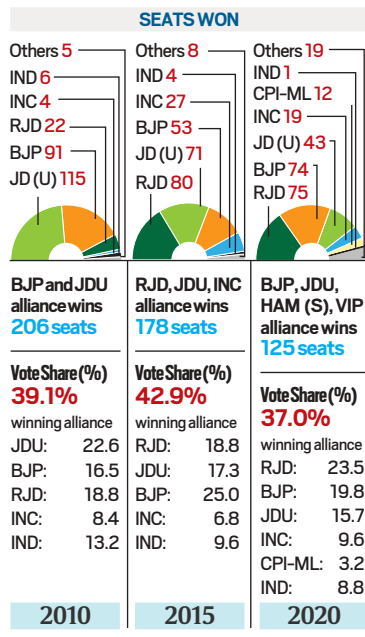 SEATS WON
Others 5
IND 6
INC 4
RJD 22
BJP 91
JD (U) 115
BJP and JDU
alliance wins
206 seats
Vote Share (%)
39.1%
winning alliance
JDU: 22.6
BJP: 16.5
RJD: 18.8
INC: 8.4
IND: 13.2
2010
Others 8
IND 4
INC 27
BJP 53
JD (U) 71
RJD 80
RJD, JDU, INC
alliance wins
178 seats
Vote Share (%)
42.9%
winning alliance
RJD: 18.8
JDU: 17.3
BJP: 25.0
INC: 6.8
IND: 9.6
2015
Others 19
IND 1
CPI-ML 12
INC 19
JD (U) 43
BJP 74
RJD 75
BJP, JDU,
HAM (S), VIP
alliance wins
125 seats
Vote Share (%)
37.0%
winning alliance
RJD: 23.5
BJP: 19.8
JDU: 15.7
INC: 9.6
CPI-ML: 3.2
IND: 8.8
2020